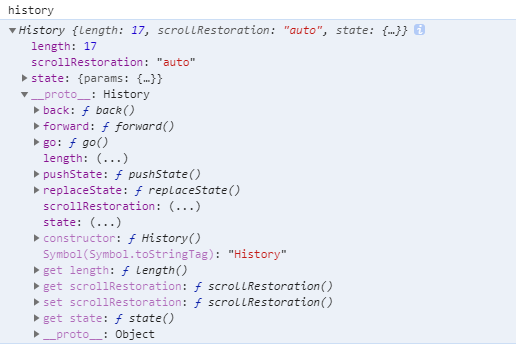 history
History {length: 17, scrollRestoration: "auto", state: {…}} i
length: 17
scrollRestoration: "auto"
state: {params: {…}}
__proto__: History
back: ƒ back()
forward: ƒ forward()
go: ƒ go()
length: (...)
pushState: ƒ pushState()
replaceState: ƒ replaceState()
scrollRestoration: (...)
state: (...)
constructor: ƒ History()
Symbol(Symbol.toStringTag): "History"
get length: ƒ length()
get scrollRestoration: ƒ scrollRestoration()
set scrollRestoration: ƒ scrollRestoration()
get state: ƒ state()
__proto__: Object